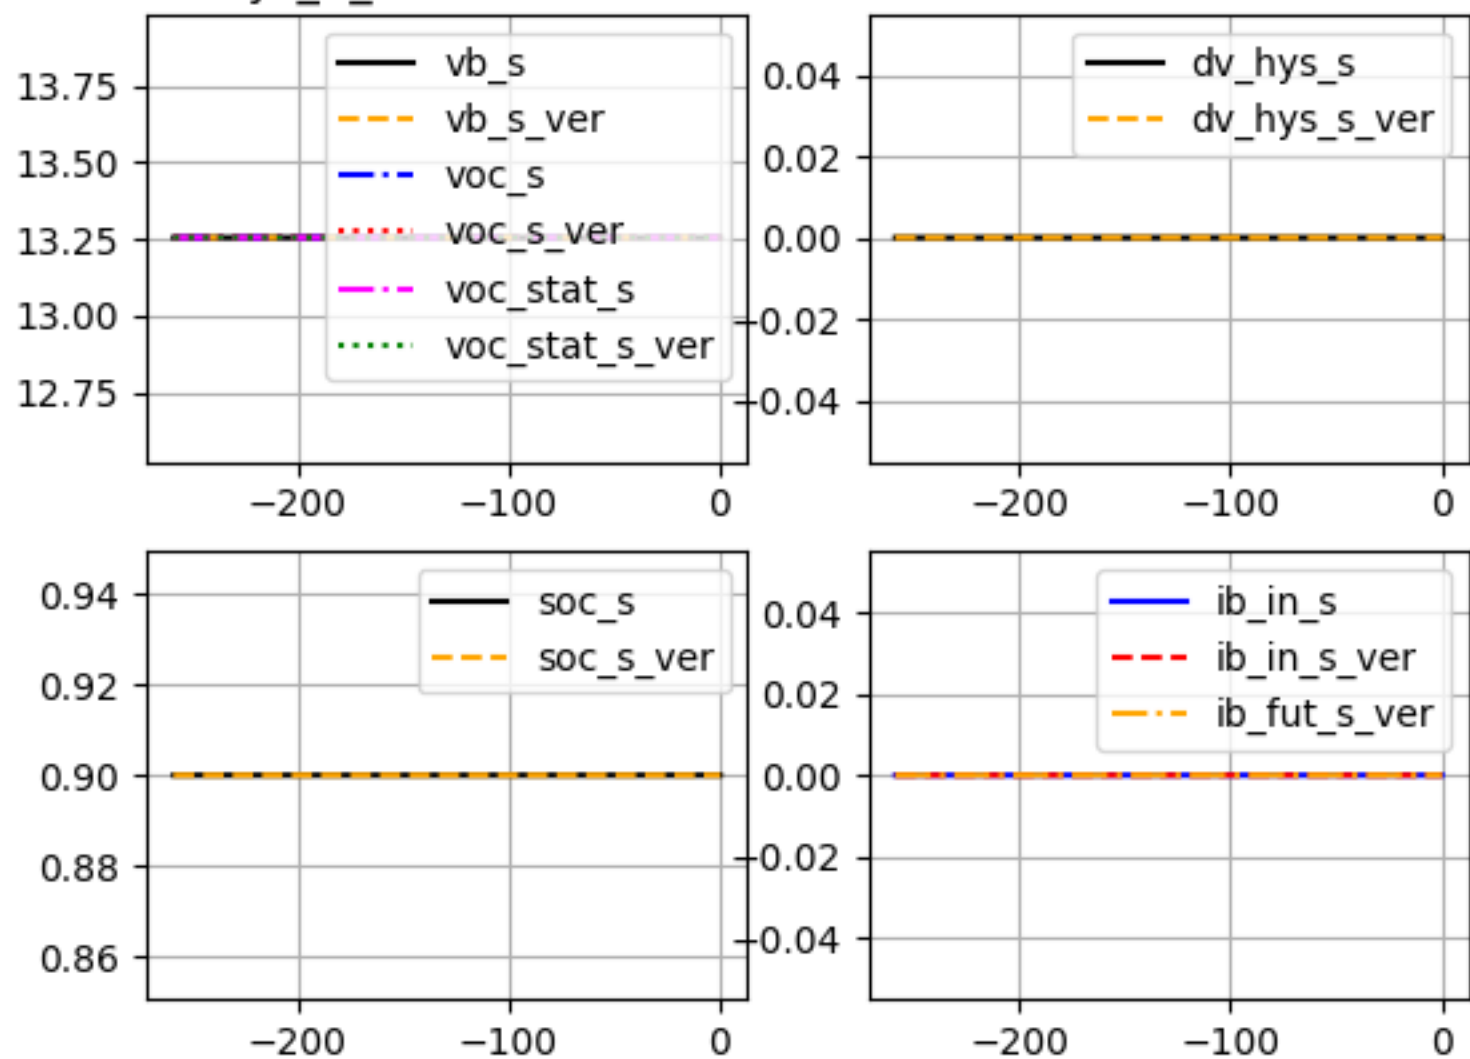 vb_s
vb_s_ver
voc_s
voc_s_ver
voc_stat_s
voc_stat_s_ver
13.75
13.50
13.25
13.00
12.75
−200 −100 0
dv_hys_s
dv_hys_s_ver
0.04
0.02
0.00
−0.02
−0.04
−200 −100 0
soc_s
soc_s_ver
0.94
0.92
0.90
0.88
0.86
−200 −100 0
ib_in_s
ib_in_s_ver
ib_fut_s_ver
0.04
0.02
0.00
−0.02
−0.04
−200 −100 0